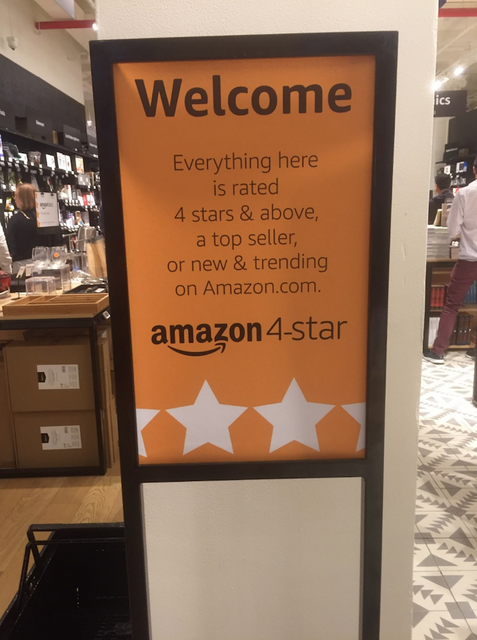 Welcome
Everything here
is rated
4 stars & above,
a top seller,
or new & trending
on Amazon.com.
amazon 4-star
ics